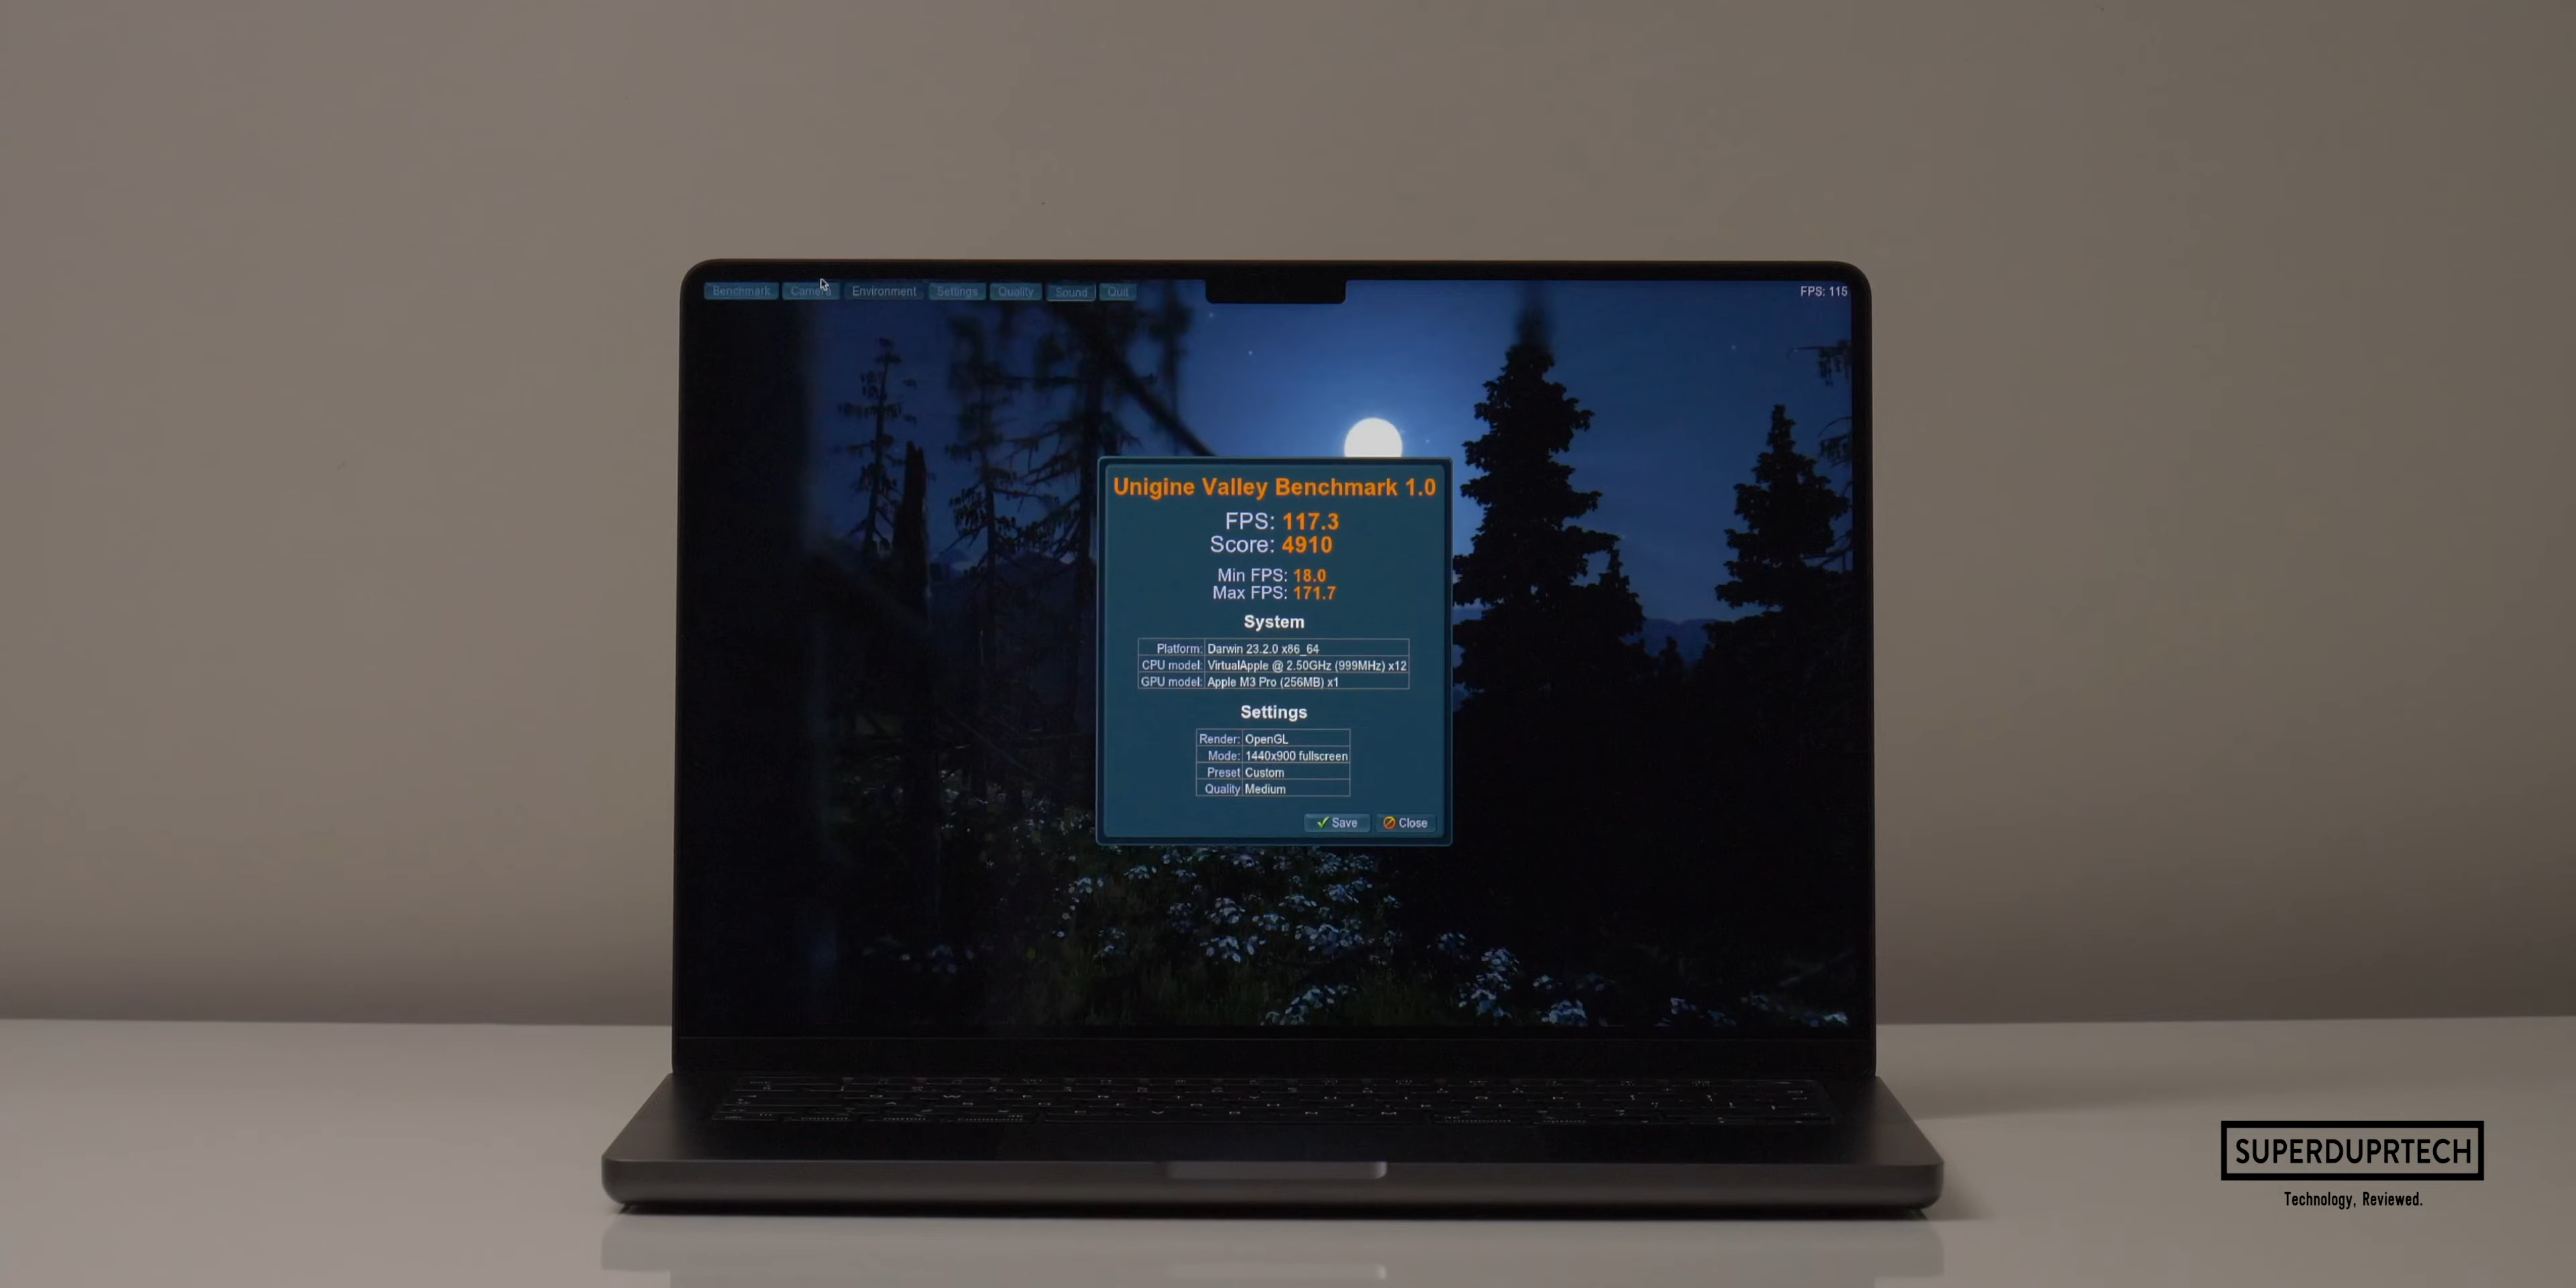 Benchmark Camera Environment Settings Quality Sound Quit
FPS: 115
Unigine Valley Benchmark 1.0
FPS: 117.3
Score: 4910
Min FPS: 18.0
Max FPS: 171.7
System
Platform: Darwin 23.2.0 x86_64
CPU model: VirtualApple @ 2.50GHz (999MHz) x12
GPU model: Apple M3 Pro (256MB) x1
Settings
Render: OpenGL
Mode: 1440x900 fullscreen
Preset Custom
Quality Medium
Save Close
SUPERDUPRTECH
Technology, Reviewed.